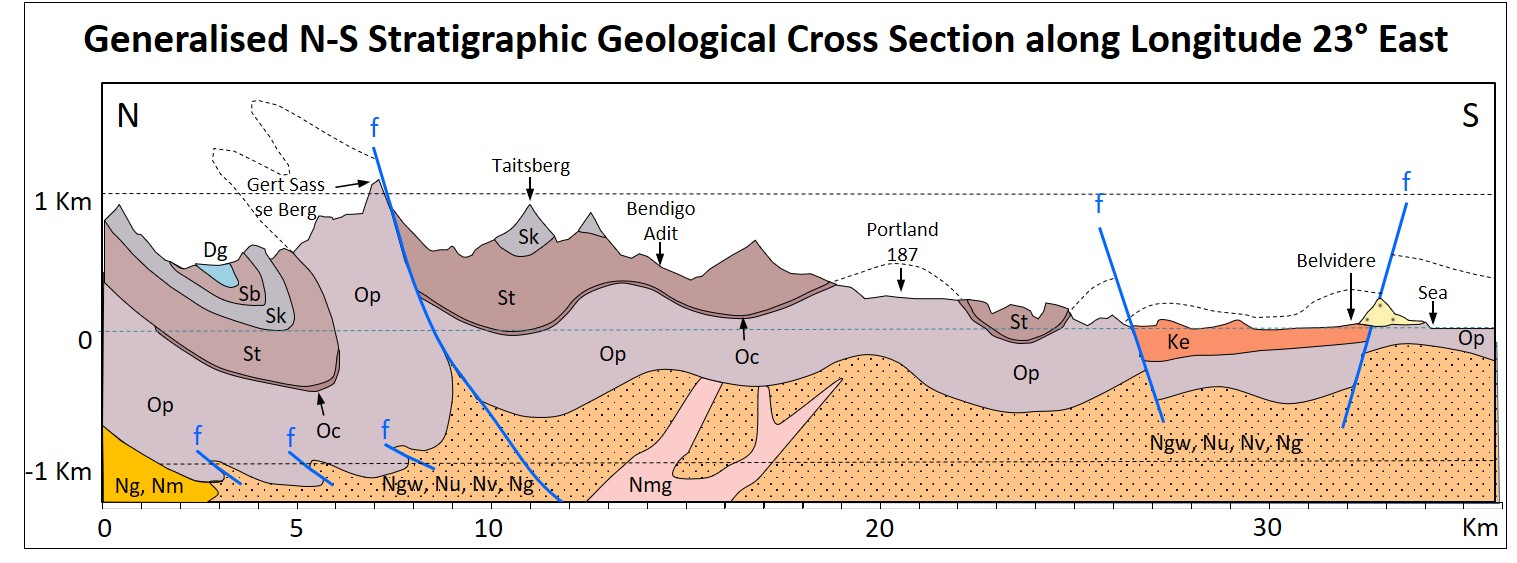 Generalised N-S Stratigraphic Geological Cross Section along Longitude 23° East
N
S
f
Taitsberg
Gert Sass
se Berg
f
1 Km
f
Bendigo
Adit
Portland
187
Dg
Sk
Belvidere
Sea
Sb
Op
Sk
St
St
0
Ke
Op
St
Op
Oc
Op
Op
Oc
f
f
f
-1 Km
Ng, Nm
Ngw, Nu, Nv, Ng
Nmg
Ngw, Nu, Nv, Ng
0
5
10
20
30
Km